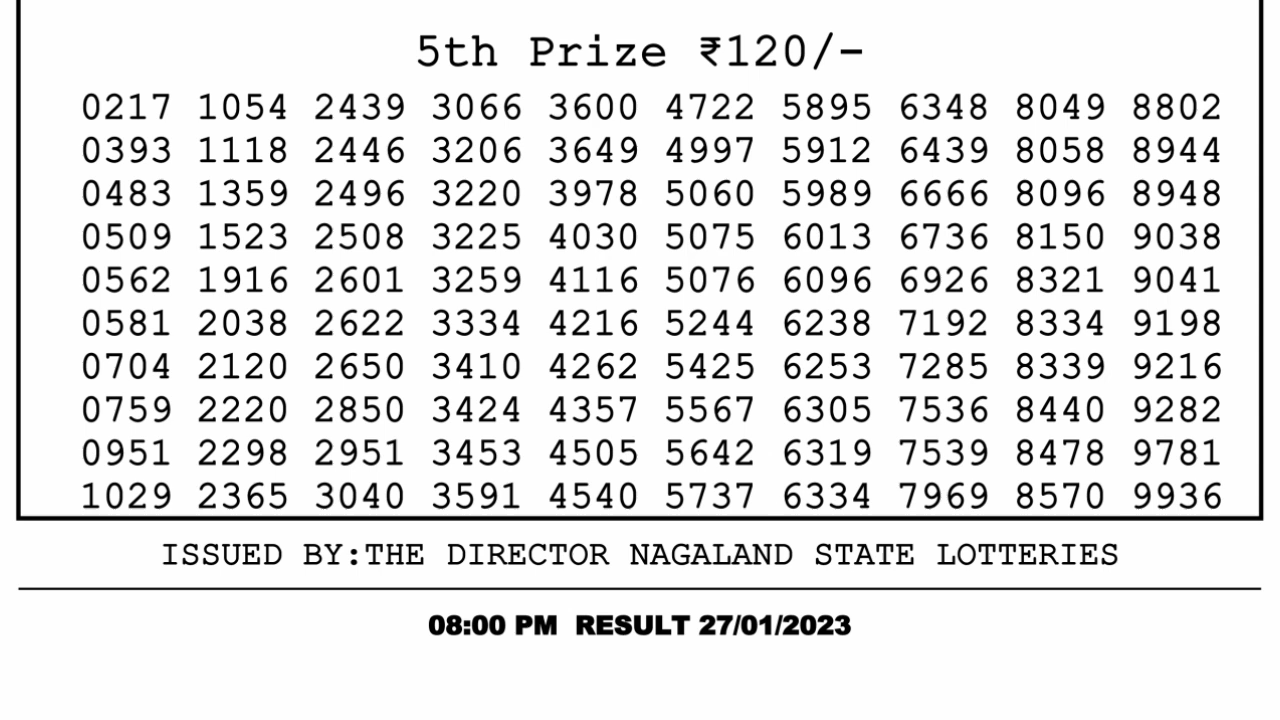 5th Prize ₹120/-
0217 1054 2439 3066 3600 4722 5895 6348 8049 8802
0393 1118 2446 3206 3649 4997 5912 6439 8058 8944
0483 1359 2496 3220 3978 5060 5989 6666 8096 8948
0509 1523 2508 3225 4030 5075 6013 6736 8150 9038
0562 1916 2601 3259 4116 5076 6096 6926 8321 9041
0581 2038 2622 3334 4216 5244 6238 7192 8334 9198
0704 2120 2650 3410 4262 5425 6253 7285 8339 9216
0759 2220 2850 3424 4357 5567 6305 7536 8440 9282
0951 2298 2951 3453 4505 5642 6319 7539 8478 9781
1029 2365 3040 3591 4540 5737 6334 7969 8570 9936
ISSUED BY:THE DIRECTOR NAGALAND STATE LOTTERIES
08:00 PM RESULT 27/01/2023